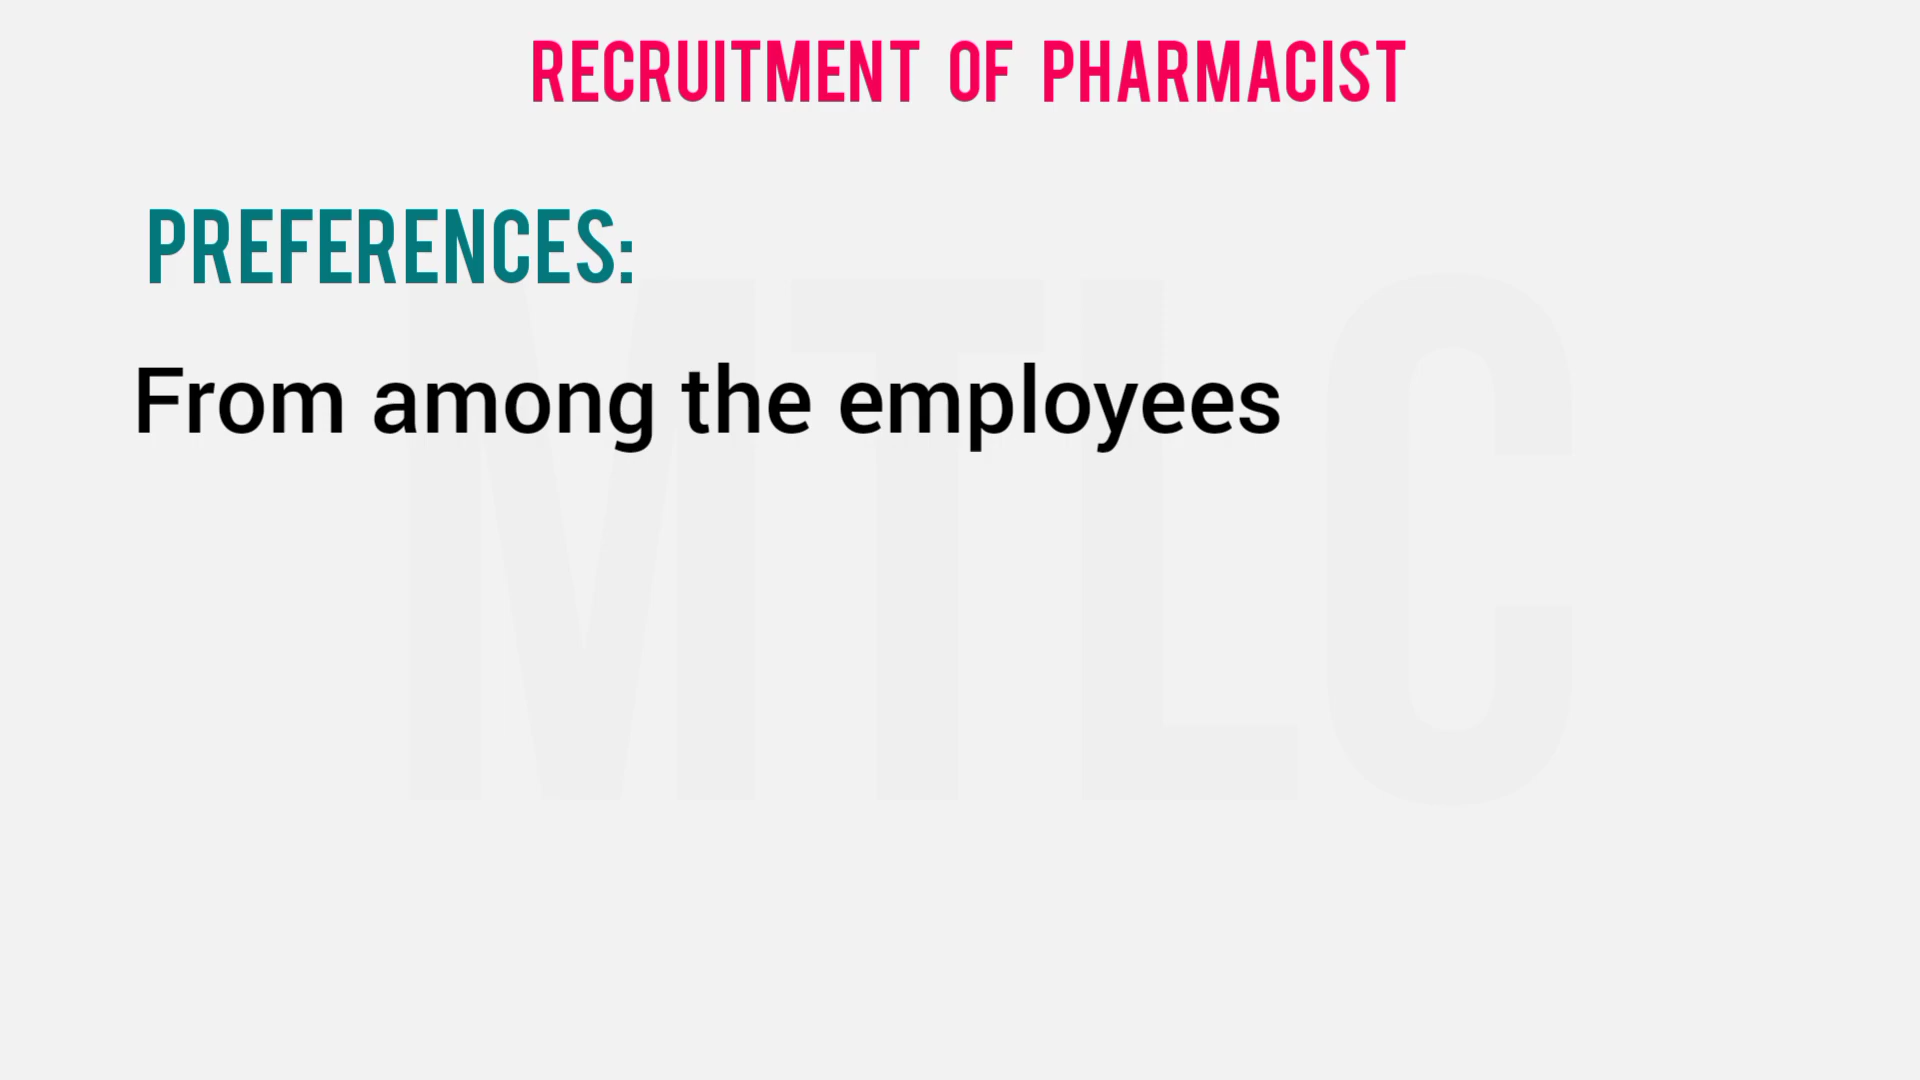 RECRUITMENT OF PHARMACIST
PREFERENCES:
From among the employees
MTLC